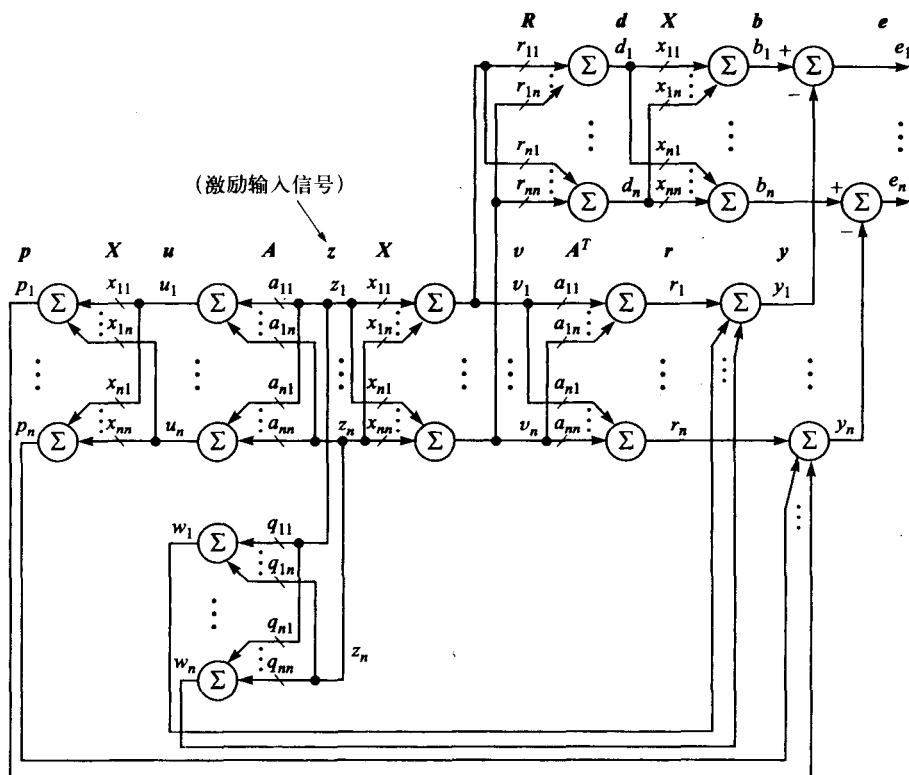 R d X b e
r11 Σ d1 x11 Σ b1 + Σ e1
r1n x1n −
rn1 xn1
rnn Σ dn xnn Σ bn + Σ en
−
(激励输入信号)
p X u A z X v A^T r y
p1 Σ x11 u1 Σ a11 z1 x11 Σ v1 a11 Σ r1 Σ y1
x1n a1n x1n a1n
xn1 an1 xn1 an1
pn Σ xnn un Σ ann zn xnn Σ vn ann Σ rn Σ yn
w1 Σ q11
q1n
qn1
wn Σ qnn zn